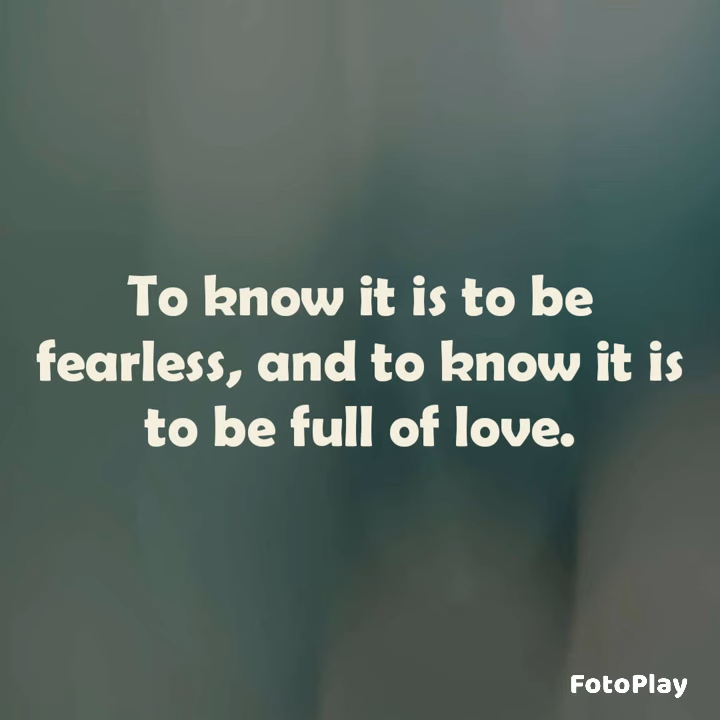 To know it is to be
fearless, and to know it is
to be full of love.
FotoPlay